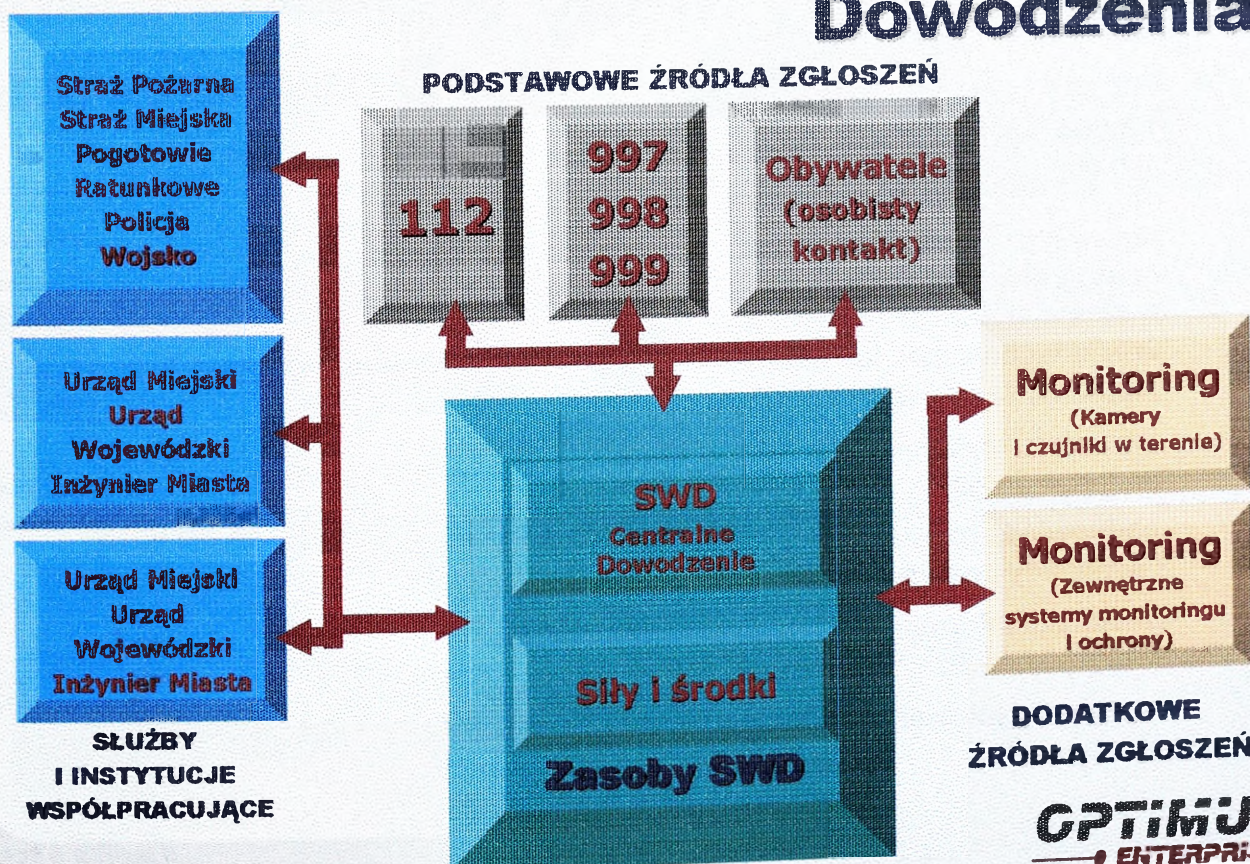 Dowodzenia
PODSTAWOWE ŹRÓDŁA ZGŁOSZEŃ
Straż Pożarna
Straż Miejska
Pogotowie
Ratunkowe
Policja
Wojsko
112
997
998
999
Obywatele
(osobisty
kontakt)
Urząd Miejski
Urząd
Wojewódzki
Inżynier Miasta
Urząd Miejski
Urząd
Wojewódzki
Inżynier Miasta
SŁUŻBY
I INSTYTUCJE
WSPÓŁPRACUJĄCE
SWD
Centralne
Dowodzenie
Siły i środki
Zasoby SWD
Monitoring
(Kamery
i czujniki w terenie)
Monitoring
(Zewnętrzne
systemy monitoringu
i ochrony)
DODATKOWE
ŹRÓDŁA ZGŁOSZEŃ